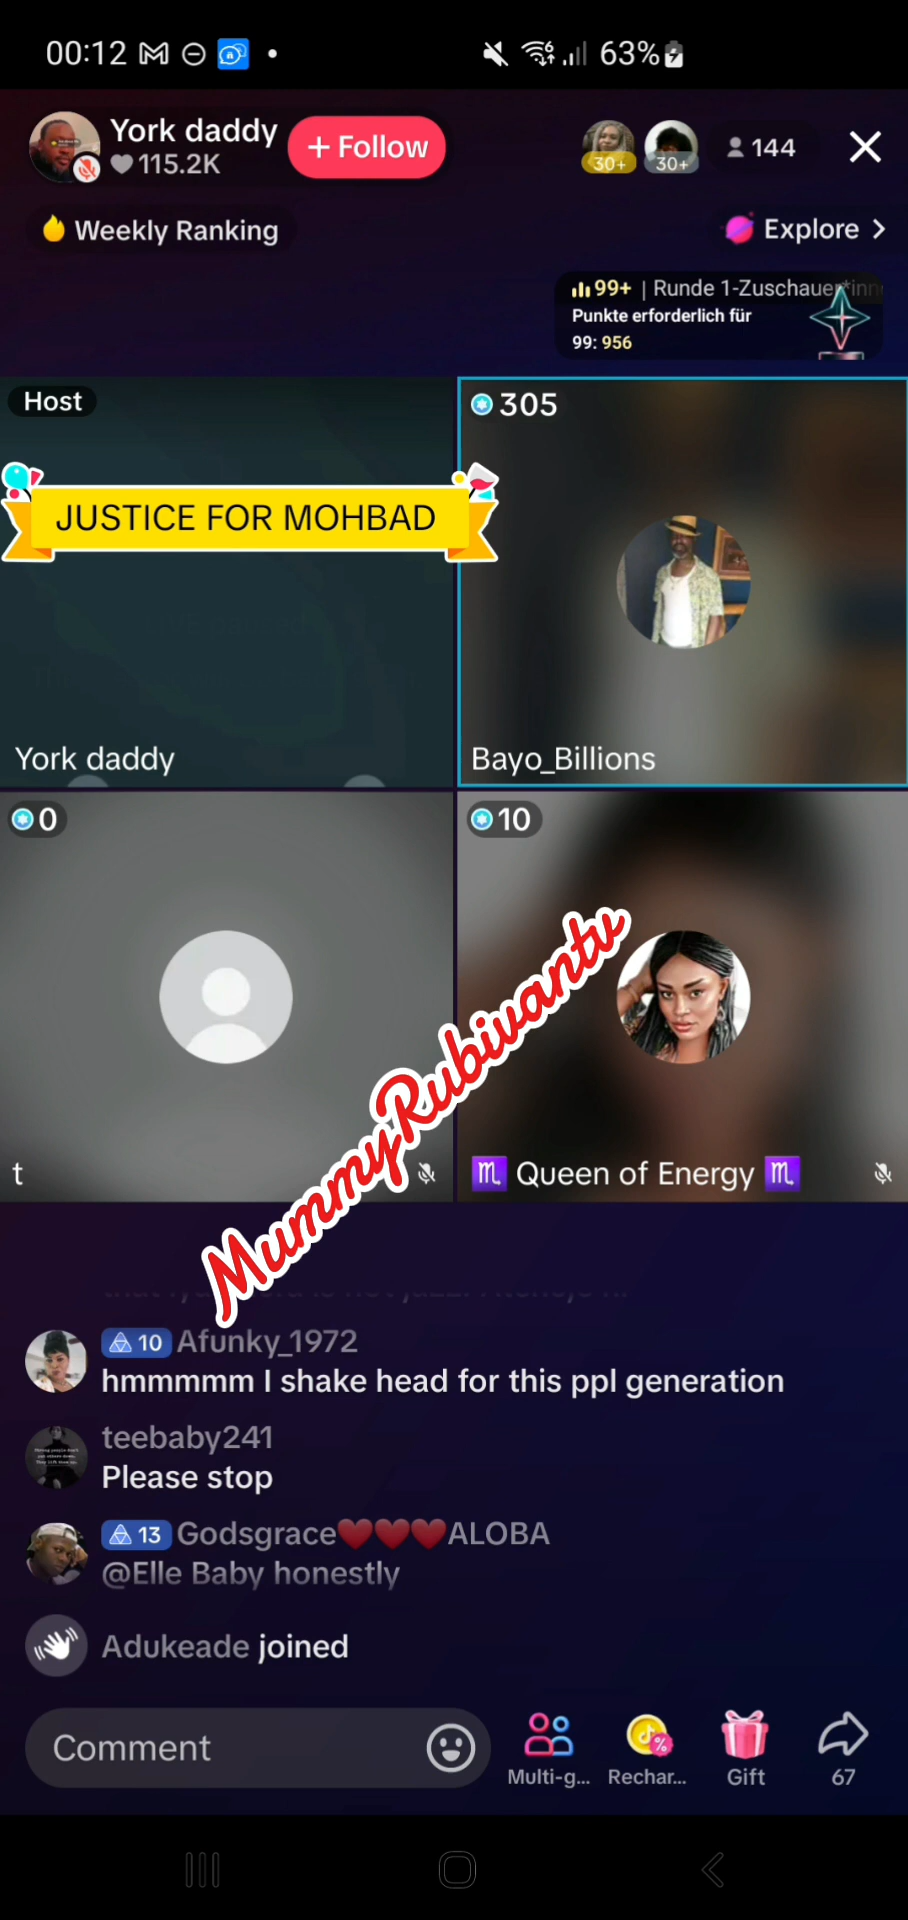 00:12
63%
York daddy
115.2K
+ Follow
30+
30+
144
Weekly Ranking
Explore >
99+ | Runde 1-Zuschauer*inn
Punkte erforderlich für
99: 956
Host
305
JUSTICE FOR MOHBAD
York daddy
Bayo_Billions
0
10
t
♏ Queen of Energy ♏
MummyRubivantv
10 Afunky_1972
hmmmmm I shake head for this ppl generation
teebaby241
Please stop
13 Godsgrace❤️❤️❤️ALOBA
@Elle Baby honestly
Adukeade joined
Comment
Multi-g...
Rechar...
Gift
67